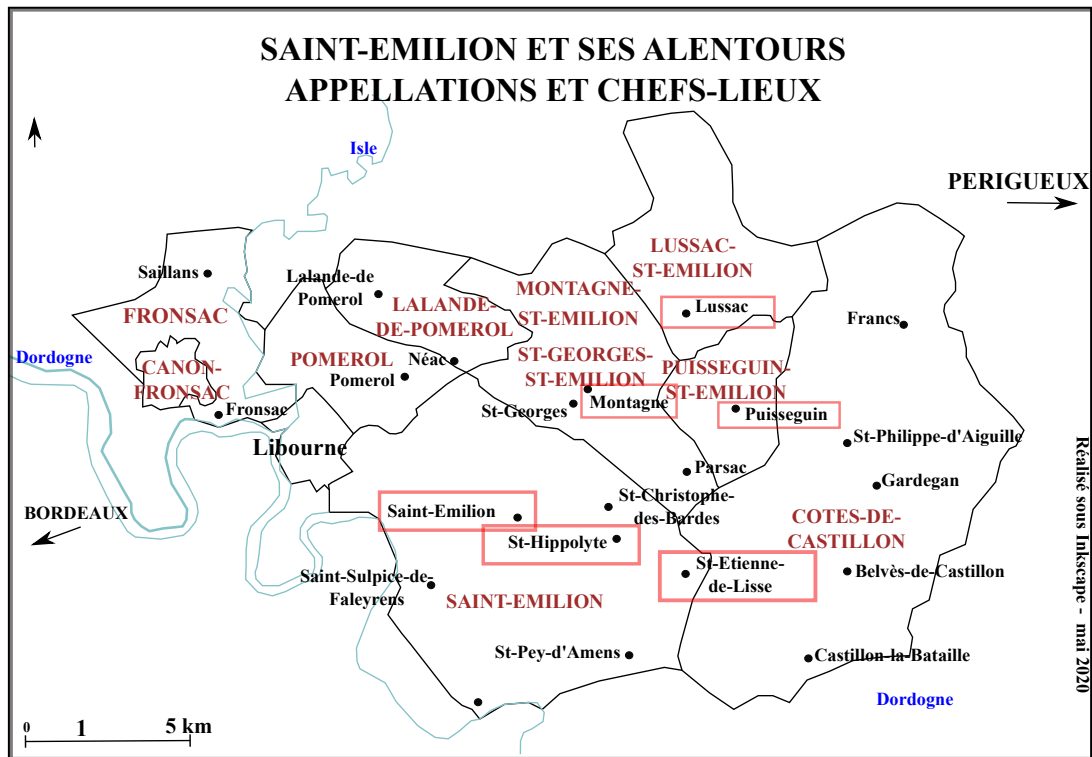 SAINT-EMILION ET SES ALENTOURS
APPELLATIONS ET CHEFS-LIEUX
Isle
PERIGUEUX
LUSSAC-
ST-EMILION
Saillans
Lalande-de
Pomerol
MONTAGNE-
ST-EMILION
Lussac
FRONSAC
LALANDE-
DE-POMEROL
Francs
Dordogne
CANON-
FRONSAC
POMEROL
Néac
Pomerol
ST-GEORGES-
ST-EMILION
PUISSEGUIN-
ST-EMILION
Fronsac
St-Georges
Montagne
Puisseguin
Libourne
St-Philippe-d'Aiguille
Parsac
Gardegan
BORDEAUX
Saint-Emilion
St-Christophe-
des-Bardes
COTES-DE-
CASTILLON
St-Hippolyte
St-Etienne-
de-Lisse
Belvès-de-Castillon
Saint-Sulpice-de-
Faleyrens
SAINT-EMILION
St-Pey-d'Amens
Castillon-la-Bataille
Dordogne
0 1 5 km
Réalisé sous Inkscape - mai 2020